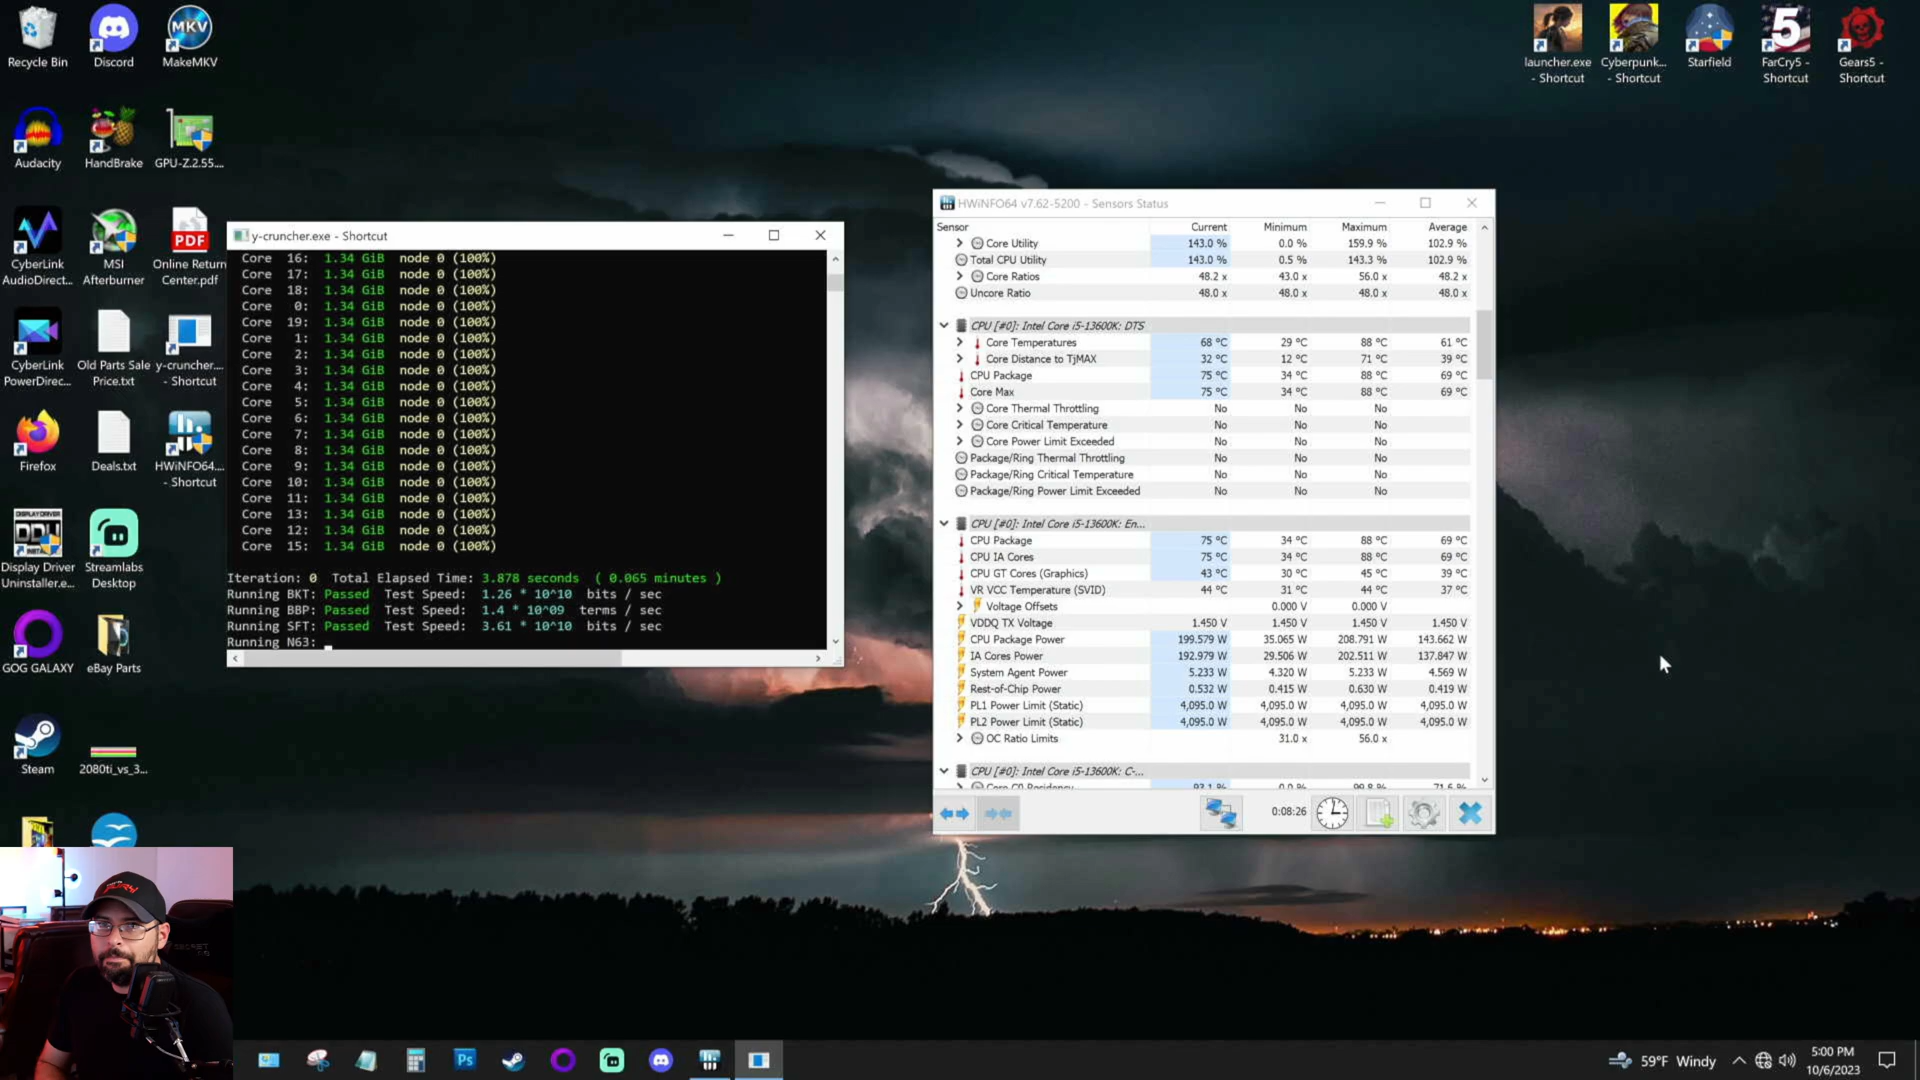 Recycle Bin
Discord
MakeMKV
MKV
launcher.exe - Shortcut
Cyberpunk... - Shortcut
Starfield
FarCry5 - Shortcut
5
Gears5 - Shortcut
Audacity
HandBrake
GPU-Z.2.55....
CyberLink AudioDirect...
MSI Afterburner
PDF
Online Return Center.pdf
CyberLink PowerDirec...
Old Parts Sale Price.txt
y-cruncher... - Shortcut
Firefox
Deals.txt
HWiNFO64... - Shortcut
DISPLAY DRIVER
DDU
Display Driver Uninstaller.e...
Streamlabs Desktop
GOG GALAXY
eBay Parts
Steam
2080ti_vs_3...
y-cruncher.exe - Shortcut
Core 16: 1.34 GiB node 0 (100%)
Core 17: 1.34 GiB node 0 (100%)
Core 18: 1.34 GiB node 0 (100%)
Core 0: 1.34 GiB node 0 (100%)
Core 19: 1.34 GiB node 0 (100%)
Core 1: 1.34 GiB node 0 (100%)
Core 2: 1.34 GiB node 0 (100%)
Core 3: 1.34 GiB node 0 (100%)
Core 4: 1.34 GiB node 0 (100%)
Core 5: 1.34 GiB node 0 (100%)
Core 6: 1.34 GiB node 0 (100%)
Core 7: 1.34 GiB node 0 (100%)
Core 8: 1.34 GiB node 0 (100%)
Core 9: 1.34 GiB node 0 (100%)
Core 10: 1.34 GiB node 0 (100%)
Core 11: 1.34 GiB node 0 (100%)
Core 13: 1.34 GiB node 0 (100%)
Core 12: 1.34 GiB node 0 (100%)
Core 15: 1.34 GiB node 0 (100%)
Iteration: 0 Total Elapsed Time: 3.878 seconds ( 0.065 minutes )
Running BKT: Passed Test Speed: 1.26 * 10^10 bits / sec
Running BBP: Passed Test Speed: 1.4 * 10^09 terms / sec
Running SFT: Passed Test Speed: 3.61 * 10^10 bits / sec
Running N63:
HWiNFO64 v7.62-5200 - Sensors Status
Sensor Current Minimum Maximum Average
Core Utility 143.0 % 0.0 % 159.9 % 102.9 %
Total CPU Utility 143.0 % 0.5 % 143.3 % 102.9 %
Core Ratios 48.2 x 43.0 x 56.0 x 48.2 x
Uncore Ratio 48.0 x 48.0 x 48.0 x 48.0 x
CPU [#0]: Intel Core i5-13600K: DTS
Core Temperatures 68 °C 29 °C 88 °C 61 °C
Core Distance to TjMAX 32 °C 12 °C 71 °C 39 °C
CPU Package 75 °C 34 °C 88 °C 69 °C
Core Max 75 °C 34 °C 88 °C 69 °C
Core Thermal Throttling No No No
Core Critical Temperature No No No
Core Power Limit Exceeded No No No
Package/Ring Thermal Throttling No No No
Package/Ring Critical Temperature No No No
Package/Ring Power Limit Exceeded No No No
CPU [#0]: Intel Core i5-13600K: En...
CPU Package 75 °C 34 °C 88 °C 69 °C
CPU IA Cores 75 °C 34 °C 88 °C 69 °C
CPU GT Cores (Graphics) 43 °C 30 °C 45 °C 39 °C
VR VCC Temperature (SVID) 44 °C 31 °C 44 °C 37 °C
Voltage Offsets 0.000 V 0.000 V
VDDQ TX Voltage 1.450 V 1.450 V 1.450 V 1.450 V
CPU Package Power 199.579 W 35.065 W 208.791 W 143.662 W
IA Cores Power 192.979 W 29.506 W 202.511 W 137.847 W
System Agent Power 5.233 W 4.320 W 5.233 W 4.569 W
Rest-of-Chip Power 0.532 W 0.415 W 0.630 W 0.419 W
PL1 Power Limit (Static) 4,095.0 W 4,095.0 W 4,095.0 W 4,095.0 W
PL2 Power Limit (Static) 4,095.0 W 4,095.0 W 4,095.0 W 4,095.0 W
OC Ratio Limits 31.0 x 56.0 x
CPU [#0]: Intel Core i5-13600K: C-...
Core C0 Residency 93.1 % 0.0 % 99.8 % 71.6 %
0:08:26
Ps
59°F Windy
5:00 PM
10/6/2023